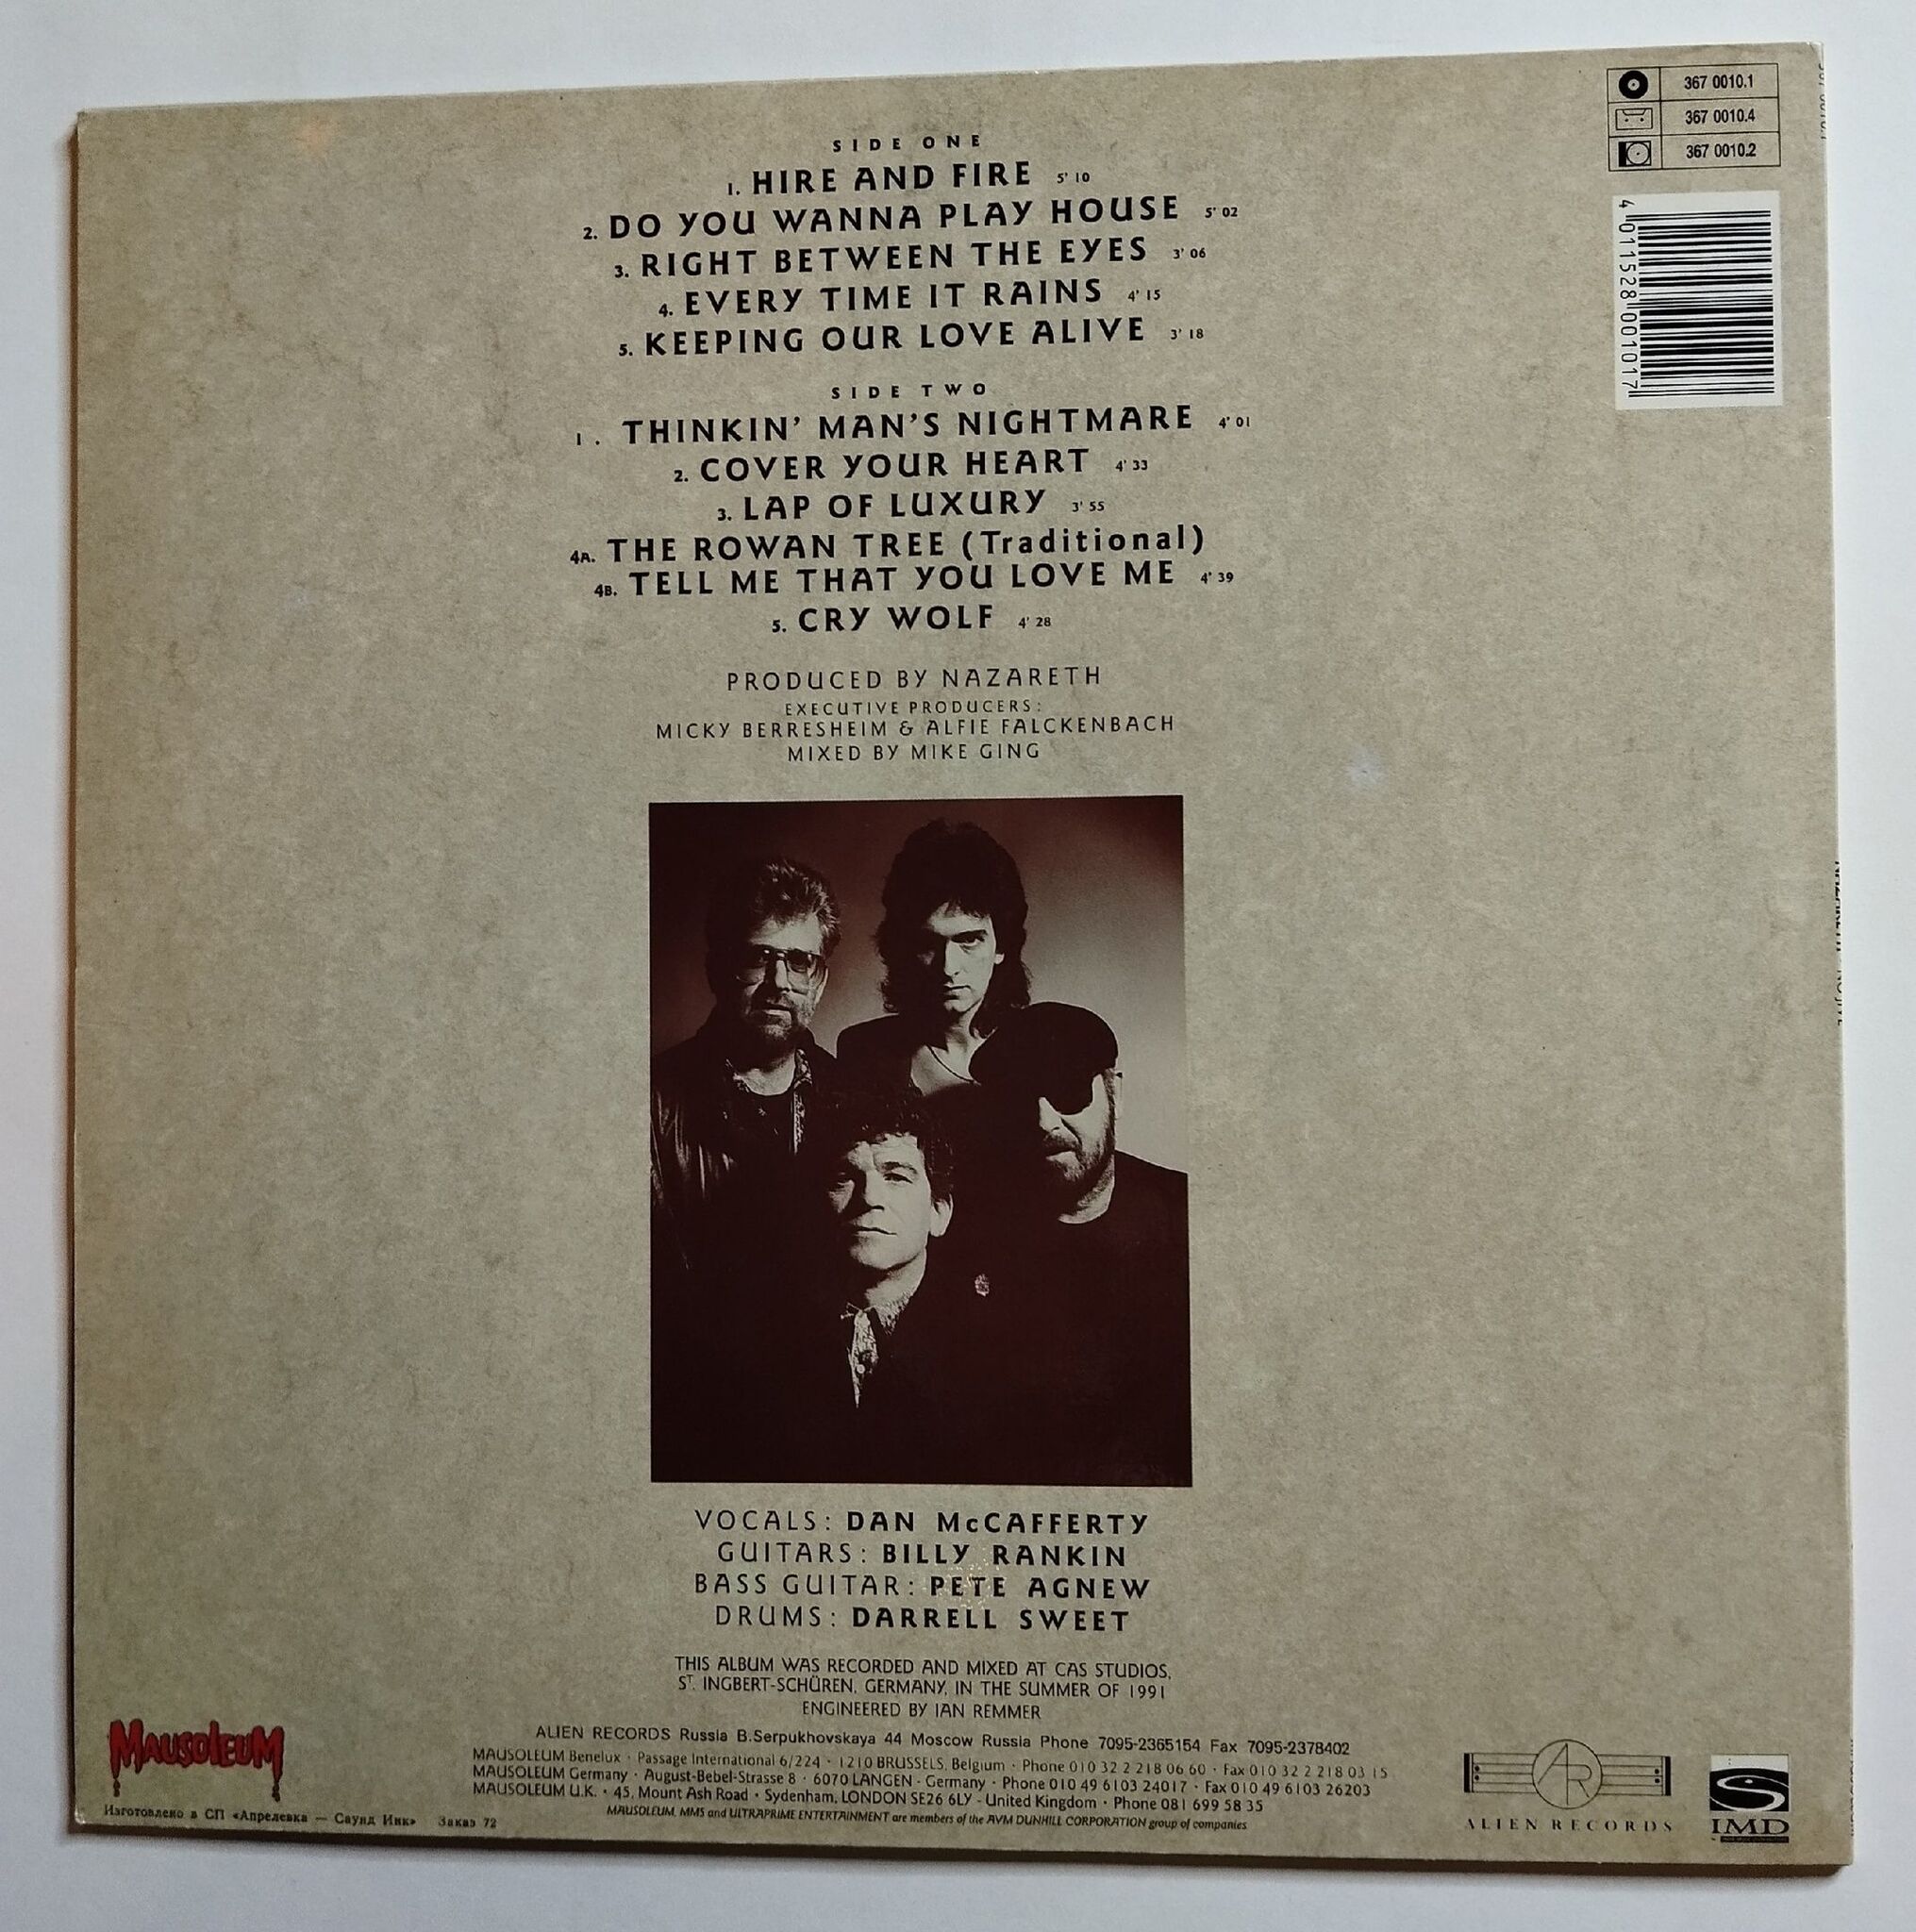 367 0010.1
367 0010.4
367 0010.2
4 011528 001017
SIDE ONE
1. HIRE AND FIRE 5' 10
2. DO YOU WANNA PLAY HOUSE 5' 02
3. RIGHT BETWEEN THE EYES 3' 06
4. EVERY TIME IT RAINS 4' 15
5. KEEPING OUR LOVE ALIVE 3' 18
SIDE TWO
1. THINKIN' MAN'S NIGHTMARE 4' 01
2. COVER YOUR HEART 4' 33
3. LAP OF LUXURY 3' 55
4A. THE ROWAN TREE (Traditional)
4B. TELL ME THAT YOU LOVE ME 4' 39
5. CRY WOLF 4' 28
PRODUCED BY NAZARETH
EXECUTIVE PRODUCERS:
MICKY BERRESHEIM & ALFIE FALCKENBACH
MIXED BY MIKE GING
VOCALS: DAN McCAFFERTY
GUITARS: BILLY RANKIN
BASS GUITAR: PETE AGNEW
DRUMS: DARRELL SWEET
THIS ALBUM WAS RECORDED AND MIXED AT CAS STUDIOS,
ST. INGBERT-SCHÜREN, GERMANY, IN THE SUMMER OF 1991
ENGINEERED BY IAN REMMER
ALIEN RECORDS Russia B.Serpukhovskaya 44 Moscow Russia Phone 7095-2365154 Fax 7095-2378402
MAUSOLEUM Benelux · Passage International 6/224 · 1210 BRUSSELS, Belgium · Phone 010 32 2 218 06 60 · Fax 010 32 2 218 03 15
MAUSOLEUM Germany · August-Bebel-Strasse 8 · 6070 LANGEN - Germany · Phone 010 49 6103 24017 · Fax 010 49 6103 26203
MAUSOLEUM U.K. · 45, Mount Ash Road · Sydenham, LONDON SE26 6LY - United Kingdom · Phone 081 699 58 35
MAUSOLEUM, MMS and ULTRAPRIME ENTERTAINMENT are members of the AVM DUNHILL CORPORATION group of companies
MAUSOLEUM
Изготовлено в СП «Апрелевка — Саунд Инк» Заказ 72
AR
ALIEN RECORDS
IMD